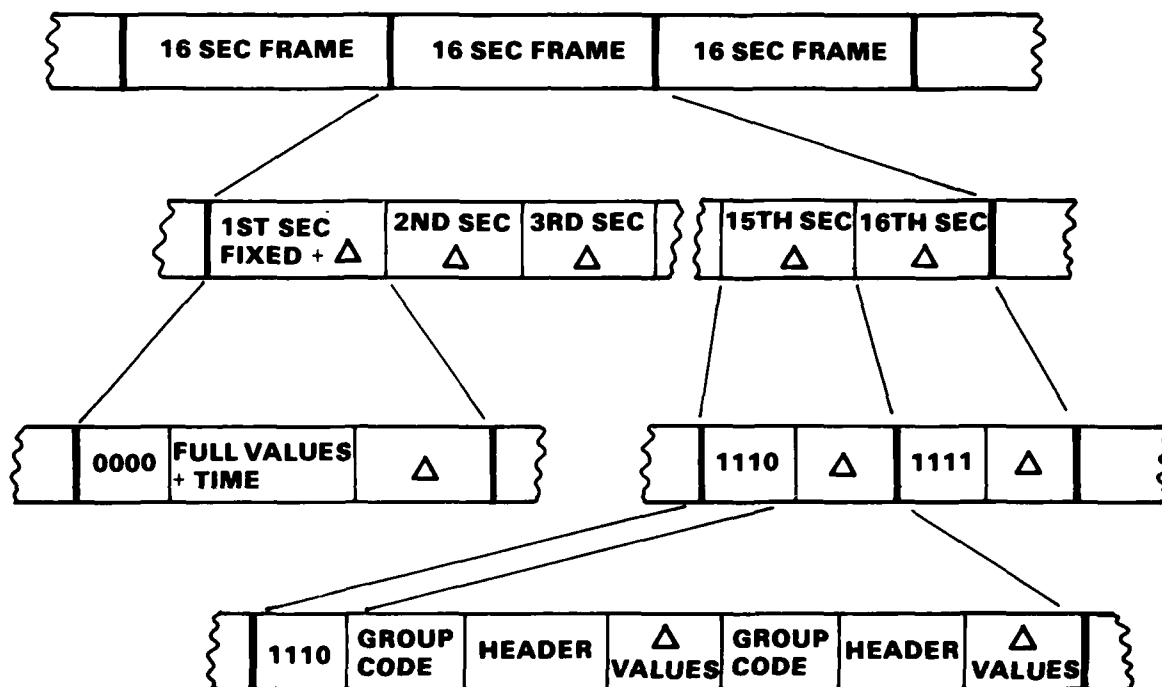 16 SEC FRAME 16 SEC FRAME 16 SEC FRAME
1ST SEC
FIXED + Δ
2ND SEC
Δ
3RD SEC
Δ
15TH SEC
Δ
16TH SEC
Δ
0000
FULL VALUES
+ TIME
Δ
1110
Δ
1111
Δ
1110
GROUP
CODE
HEADER
Δ
VALUES
GROUP
CODE
HEADER
Δ
VALUES